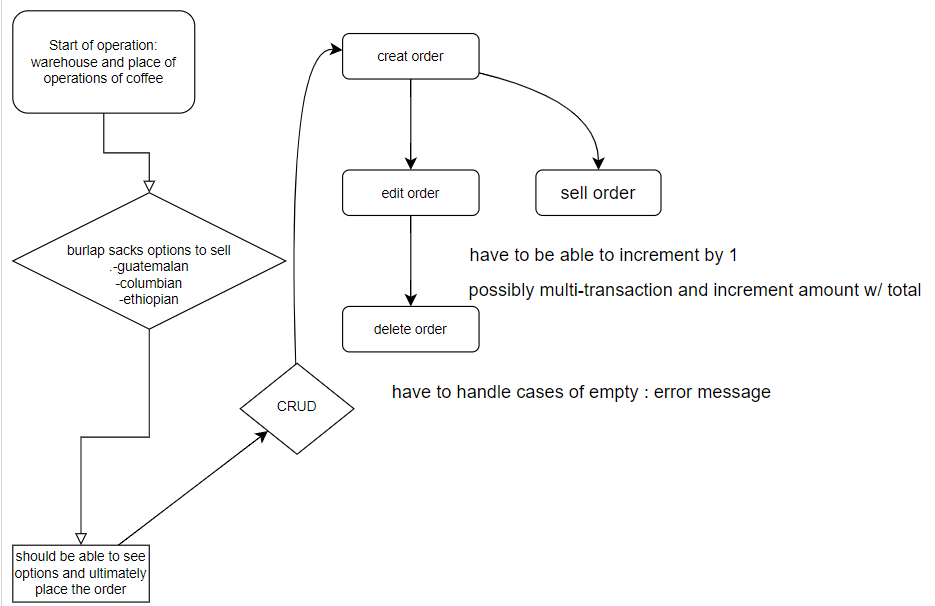 Start of operation:
warehouse and place of
operations of coffee
burlap sacks options to sell
.-guatemalan
-columbian
-ethiopian
should be able to see
options and ultimately
place the order
CRUD
creat order
edit order
delete order
sell order
have to be able to increment by 1
possibly multi-transaction and increment amount w/ total
have to handle cases of empty : error message